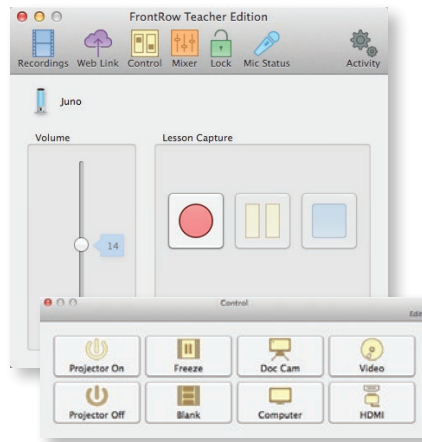 FrontRow Teacher Edition
Recordings Web Link Control Mixer Lock Mic Status Activity
Juno
Volume Lesson Capture
14
Control
Projector On Freeze Doc Cam Video
Projector Off Blank Computer HDMI